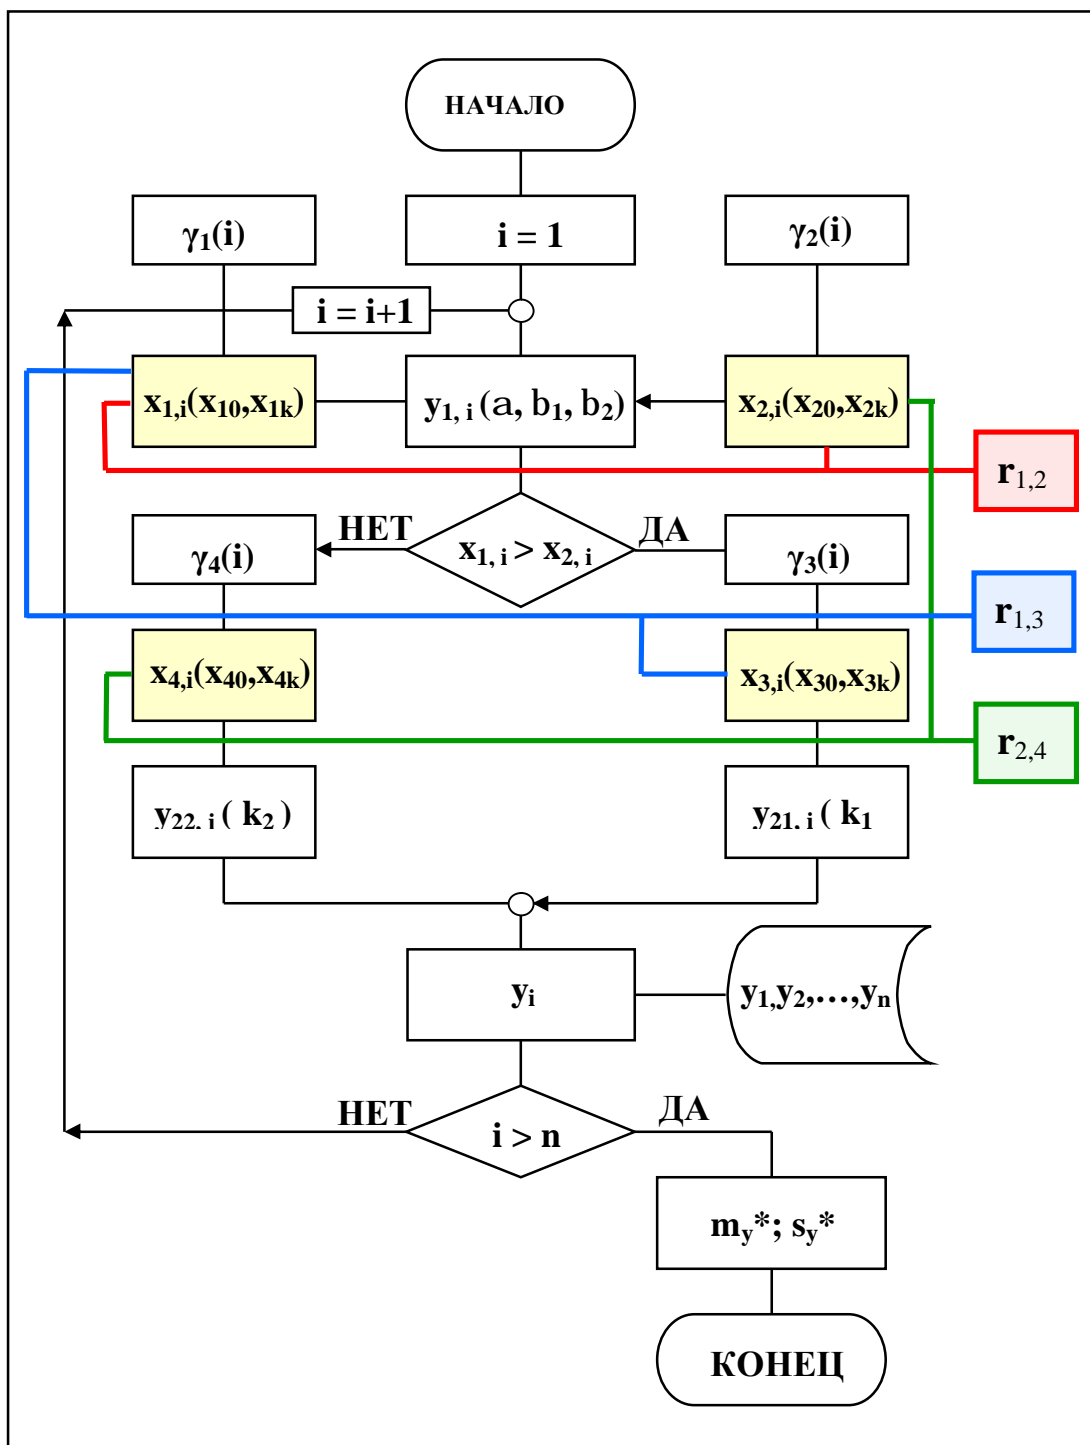 НАЧАЛО
γ₁(i)
i = 1
γ₂(i)
i = i+1
x₁,ᵢ(x₁₀,x₁ₖ)
y₁, ᵢ (a, b₁, b₂)
x₂,ᵢ(x₂₀,x₂ₖ)
r₁,₂
НЕТ
ДА
x₁, ᵢ > x₂, ᵢ
γ₄(i)
γ₃(i)
r₁,₃
x₄,ᵢ(x₄₀,x₄ₖ)
x₃,ᵢ(x₃₀,x₃ₖ)
r₂,₄
y₂₂, ᵢ ( k₂ )
y₂₁, ᵢ ( k₁
yᵢ
y₁,y₂,…,yₙ
НЕТ
ДА
i > n
mᵧ*; sᵧ*
КОНЕЦ